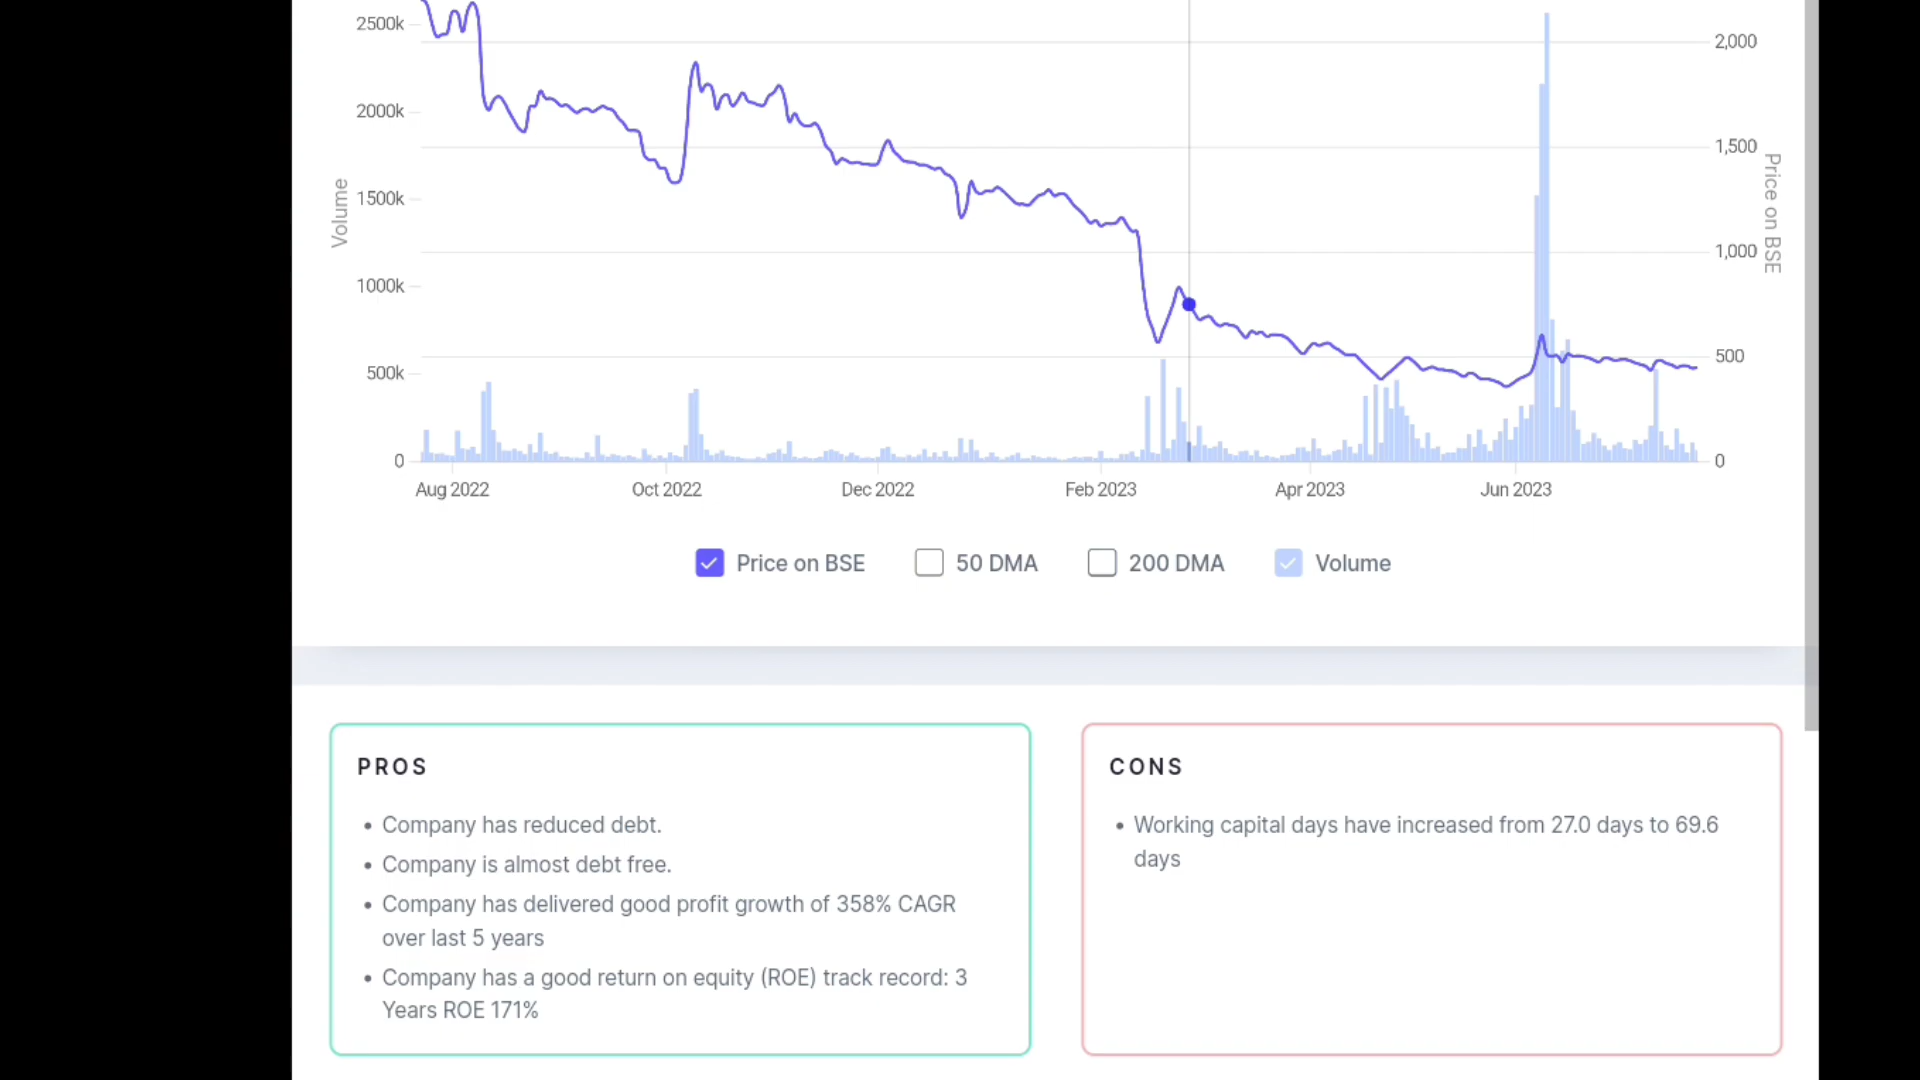 2500k
2,000
2000k
1,500
1500k
Volume
Price on BSE
1,000
1000k
500
500k
0
0
Aug 2022
Oct 2022
Dec 2022
Feb 2023
Apr 2023
Jun 2023
Price on BSE
50 DMA
200 DMA
Volume
PROS
• Company has reduced debt.
• Company is almost debt free.
• Company has delivered good profit growth of 358% CAGR
over last 5 years
• Company has a good return on equity (ROE) track record: 3
Years ROE 171%
CONS
• Working capital days have increased from 27.0 days to 69.6
days